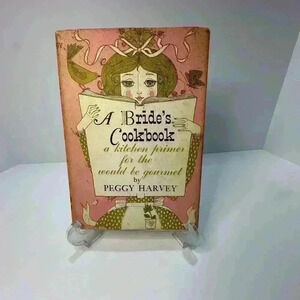 A Bride's
Cookbook
a kitchen primer
for the
would be gourmet
by
PEGGY HARVEY